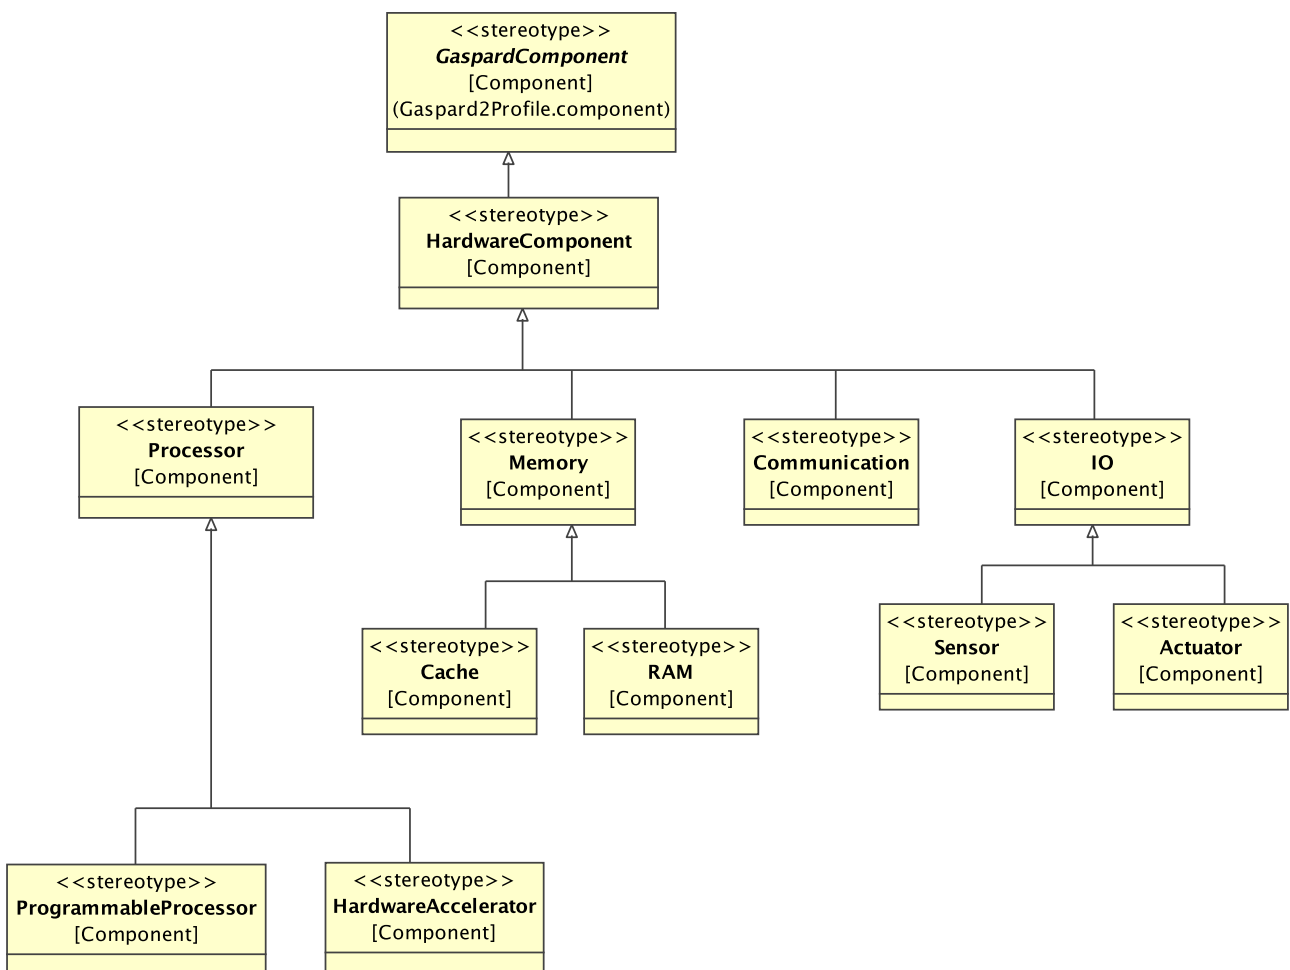 <<stereotype>>
GaspardComponent
[Component]
(Gaspard2Profile.component)
<<stereotype>>
HardwareComponent
[Component]
<<stereotype>>
Processor
[Component]
<<stereotype>>
Memory
[Component]
<<stereotype>>
Communication
[Component]
<<stereotype>>
IO
[Component]
<<stereotype>>
Cache
[Component]
<<stereotype>>
RAM
[Component]
<<stereotype>>
Sensor
[Component]
<<stereotype>>
Actuator
[Component]
<<stereotype>>
ProgrammableProcessor
[Component]
<<stereotype>>
HardwareAccelerator
[Component]